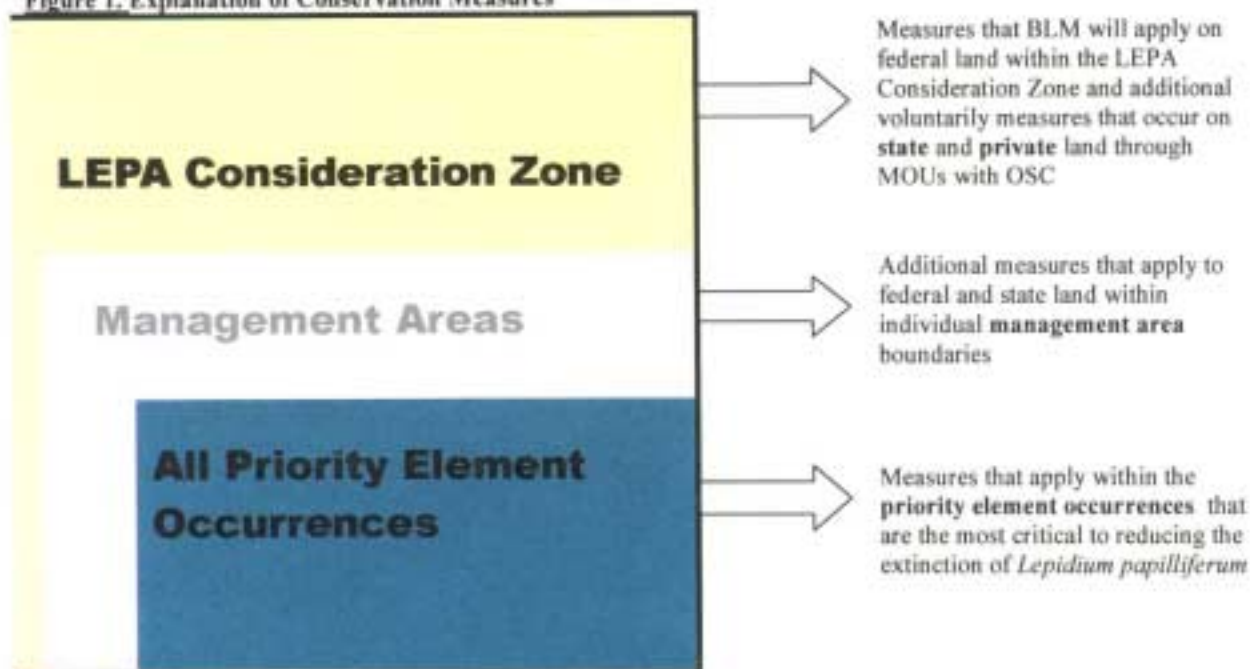 Figure 1. Explanation of Conservation Measures
LEPA Consideration Zone
Measures that BLM will apply on
federal land within the LEPA
Consideration Zone and additional
voluntarily measures that occur on
state and private land through
MOUs with OSC
Management Areas
Additional measures that apply to
federal and state land within
individual management area
boundaries
All Priority Element
Occurrences
Measures that apply within the
priority element occurrences that
are the most critical to reducing the
extinction of Lepidium papilliferum